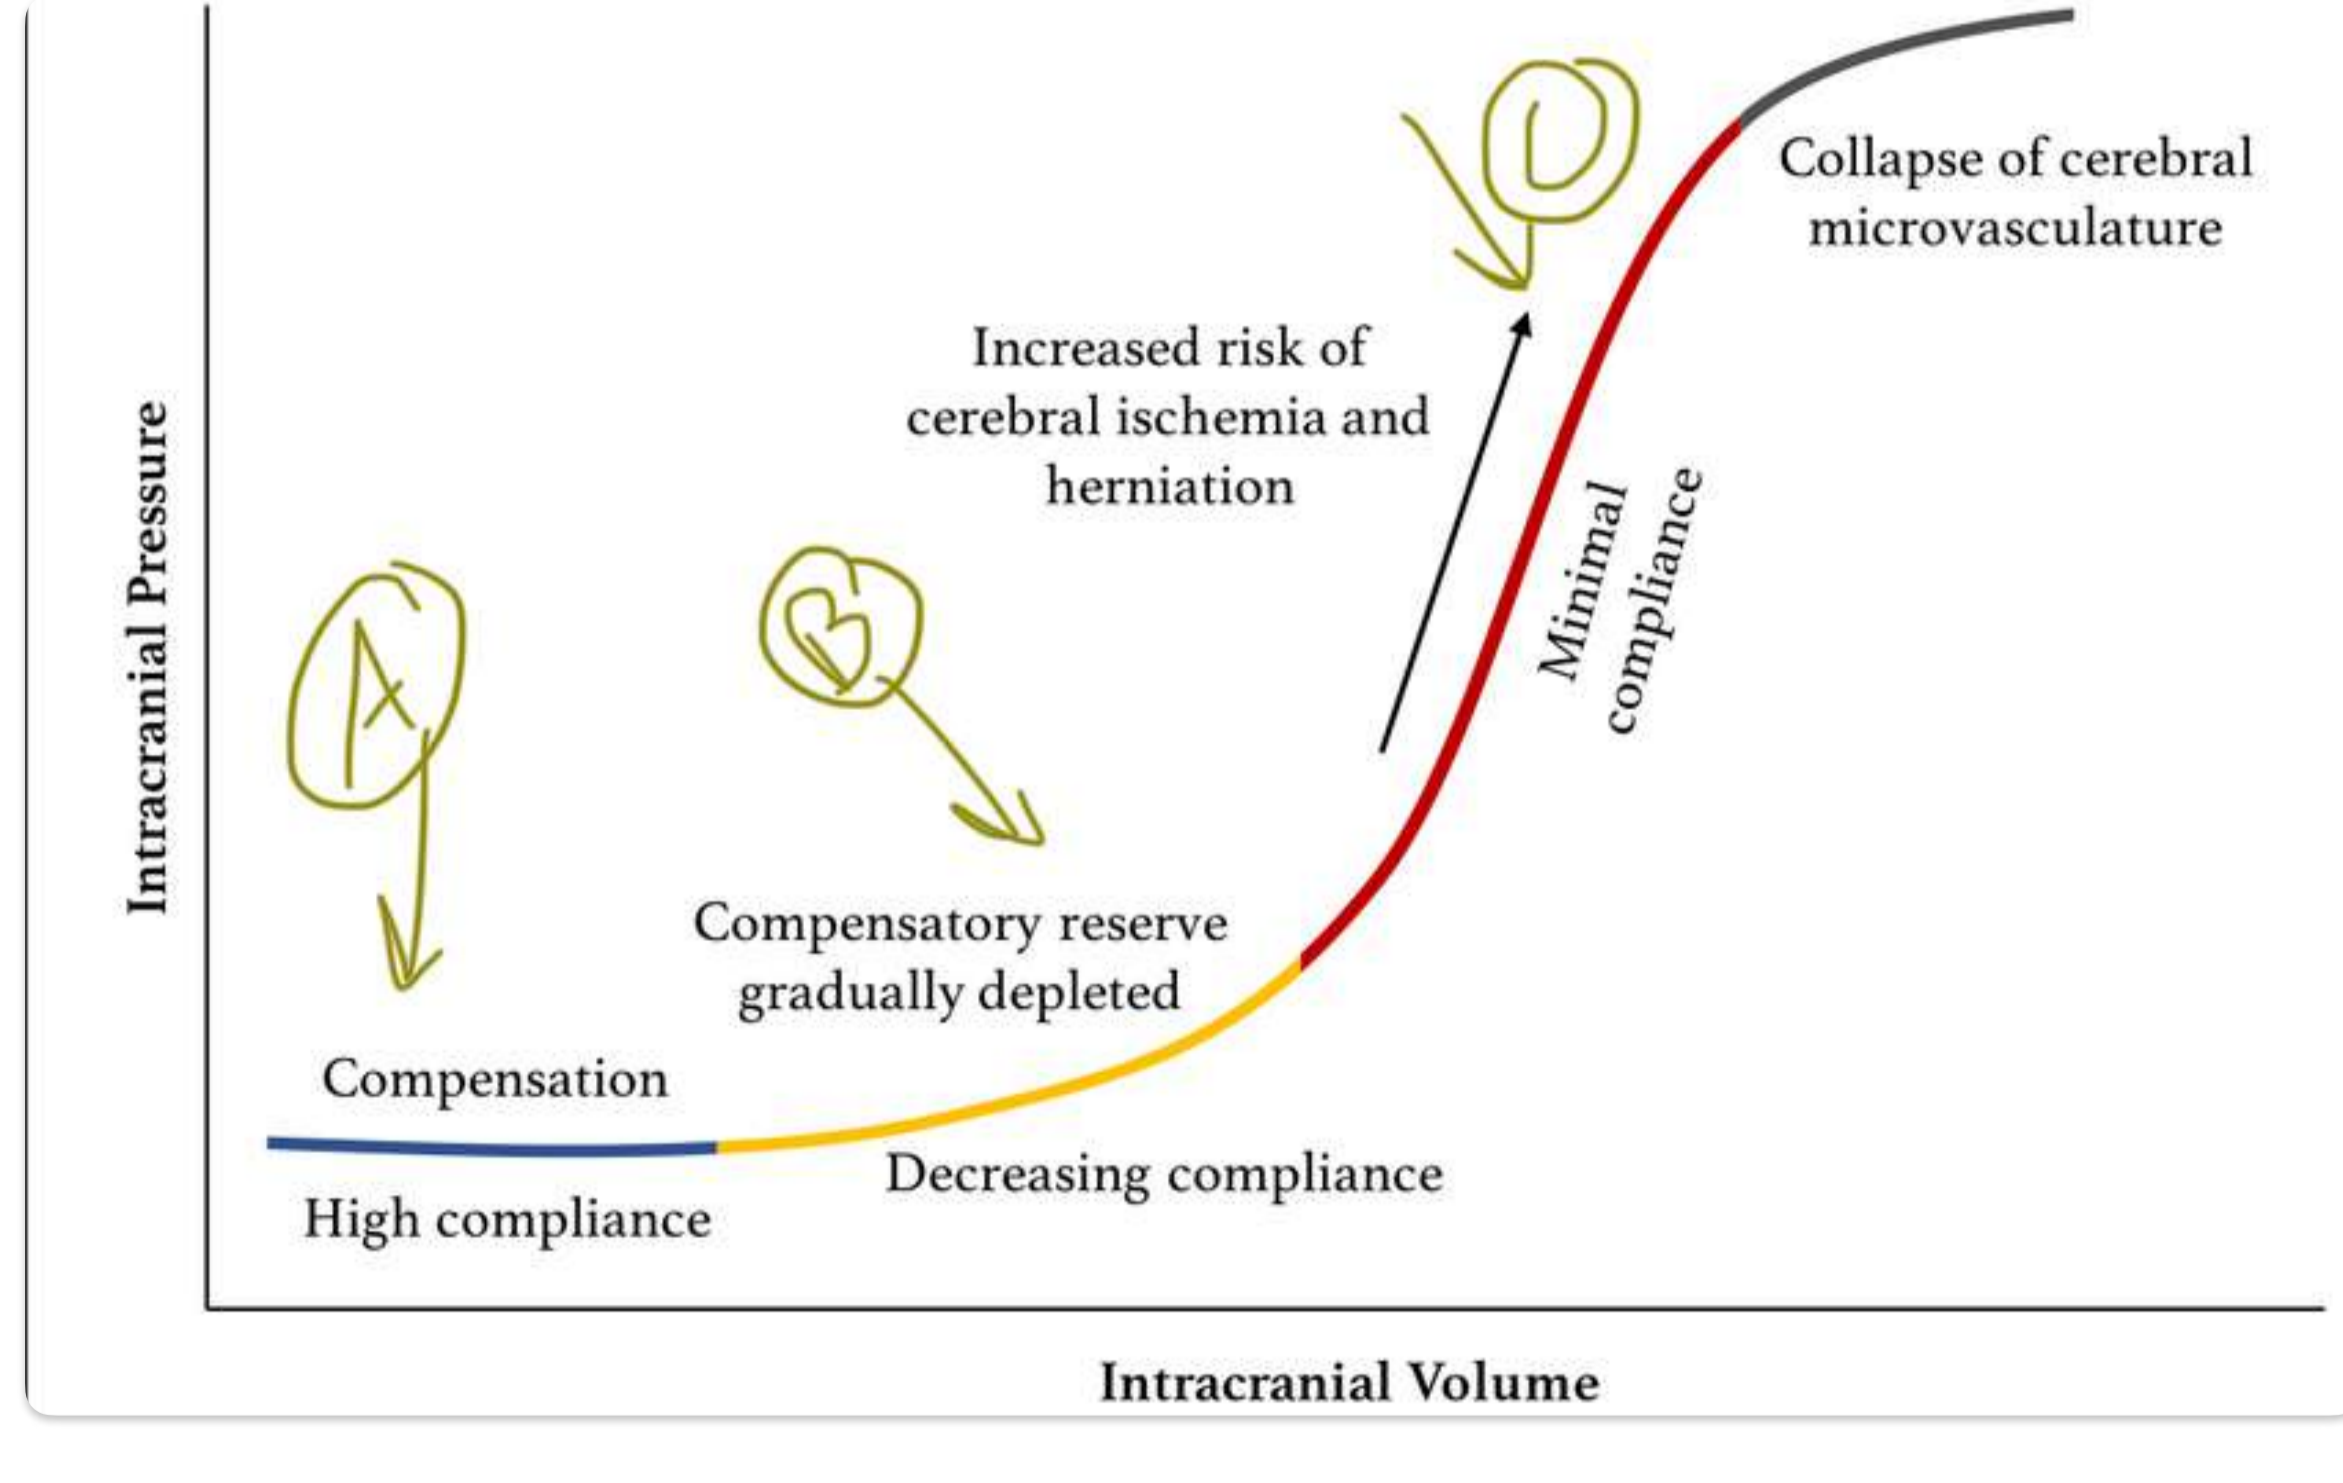 D
Collapse of cerebral
microvasculature
Increased risk of
cerebral ischemia and
herniation
Minimal
compliance
Intracranial Pressure
A
B
Compensatory reserve
gradually depleted
Compensation
Decreasing compliance
High compliance
Intracranial Volume